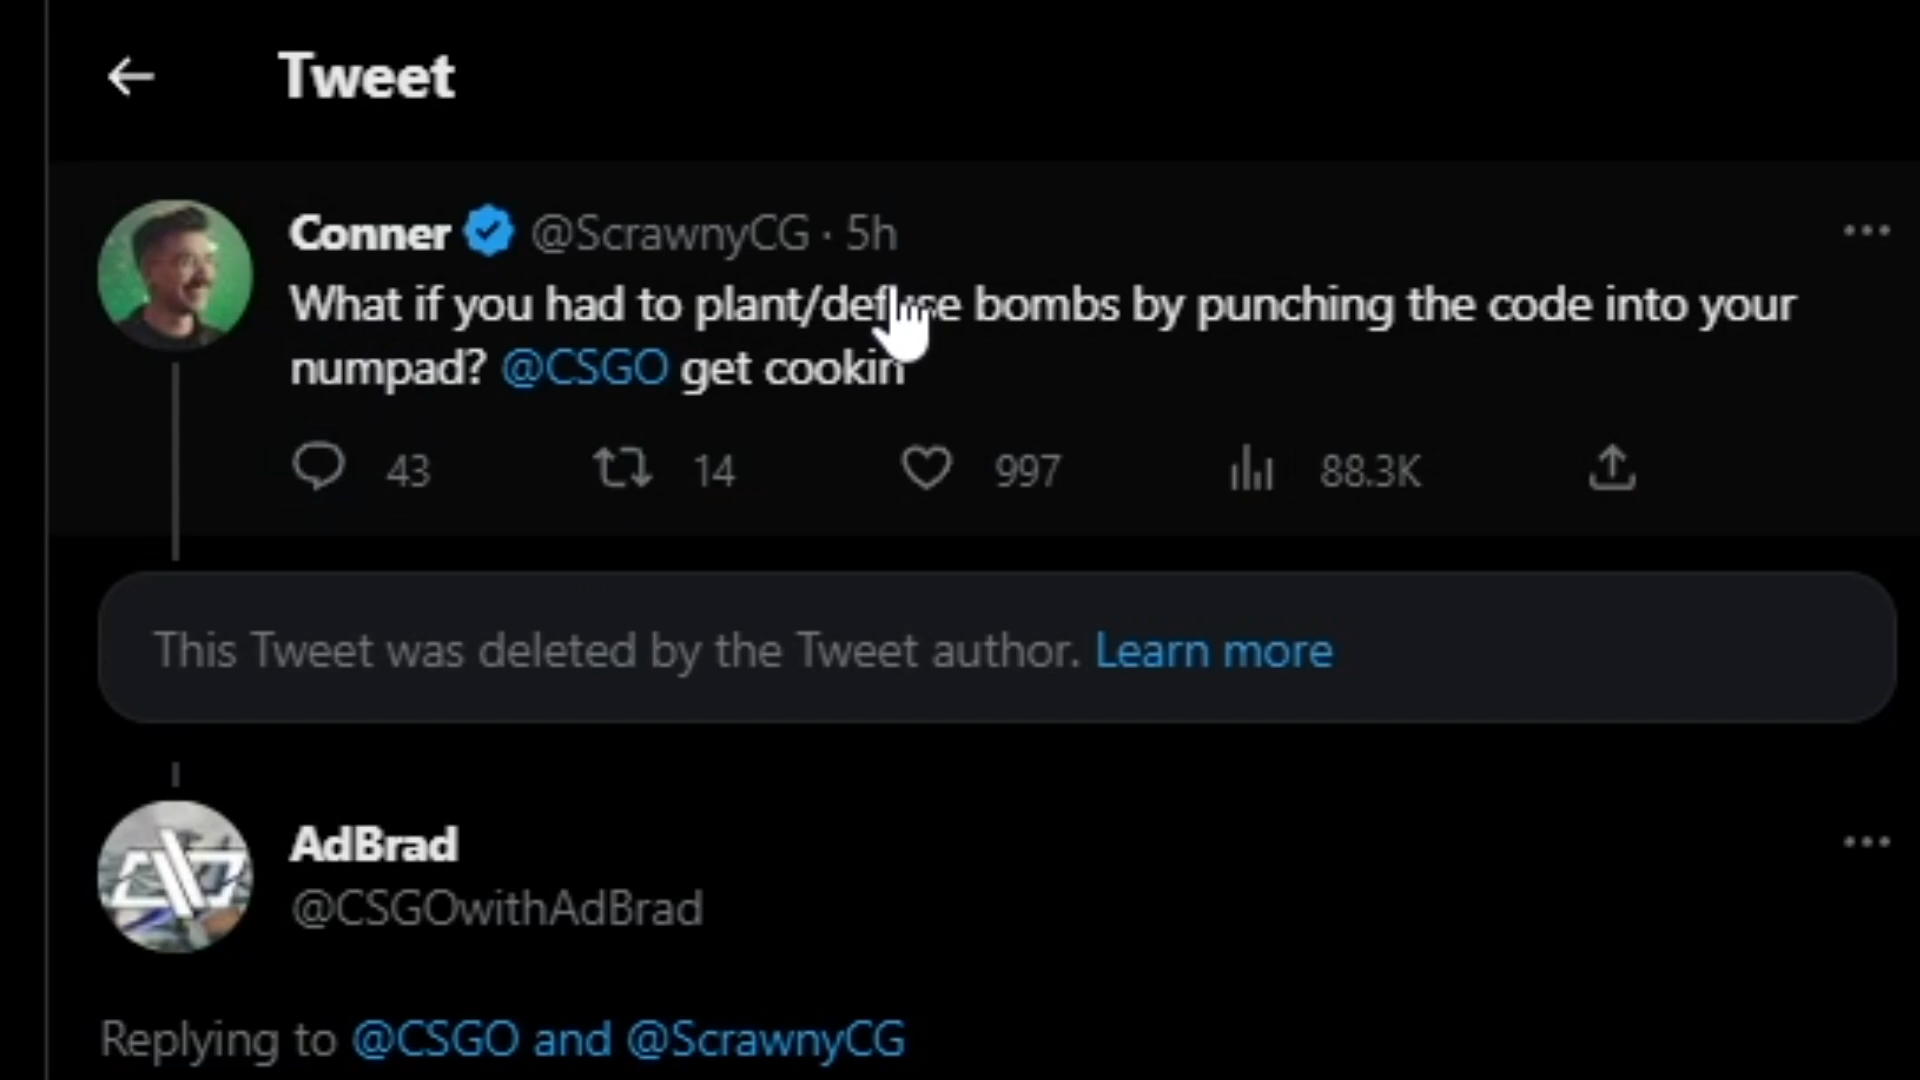 Tweet
Conner @ScrawnyCG · 5h
What if you had to plant/defuse bombs by punching the code into your
numpad? @CSGO get cookin
43 14 997 88.3K
This Tweet was deleted by the Tweet author. Learn more
AdBrad
@CSGOwithAdBrad
Replying to @CSGO and @ScrawnyCG